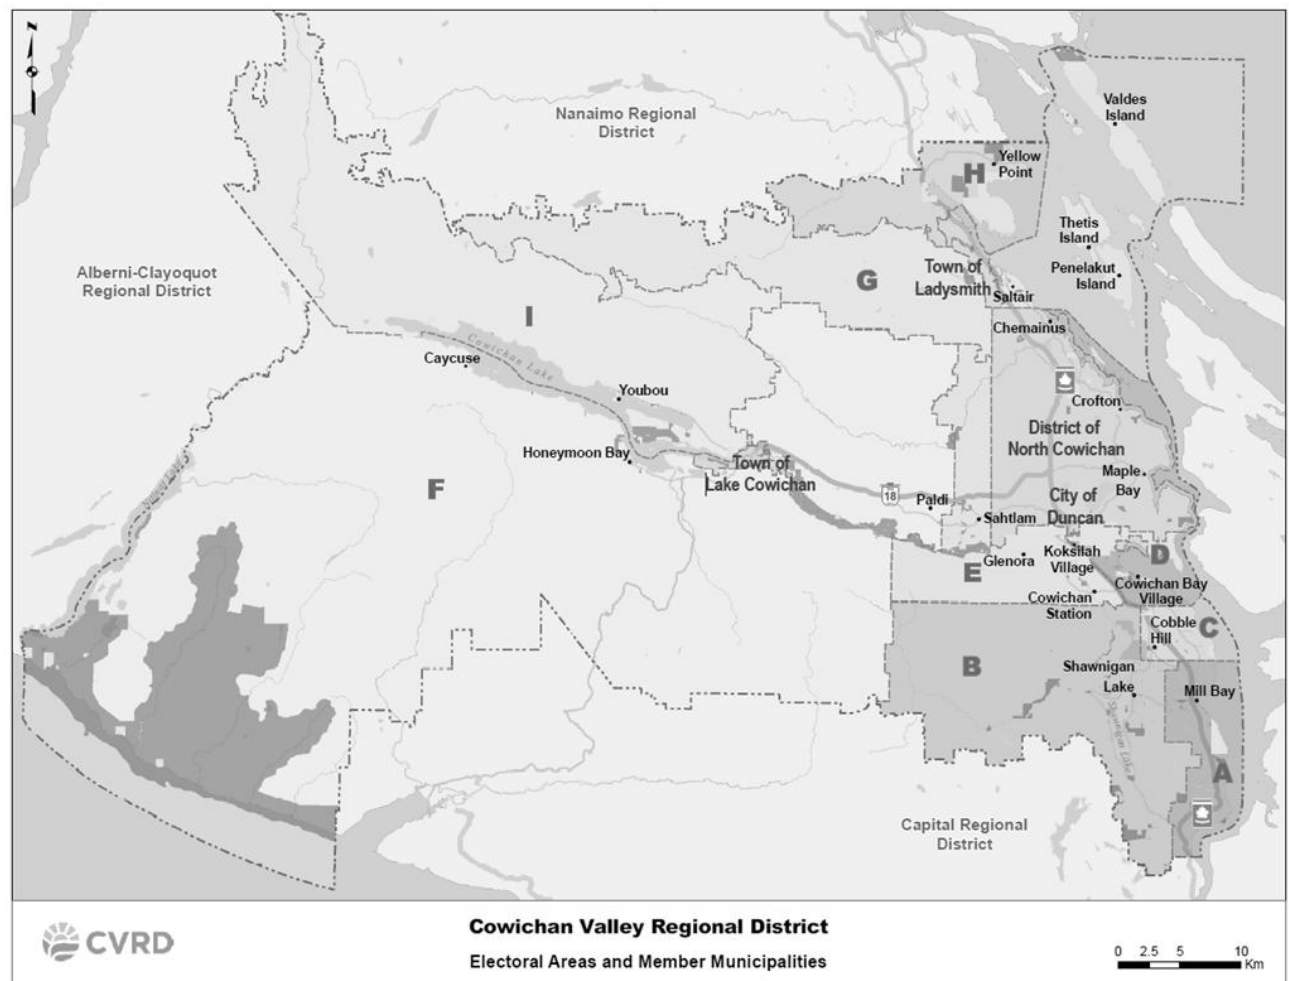 N
Nanaimo Regional
District
Valdes
Island
Yellow
Point
H
Thetis
Island
Penelakut
Island
Alberni-Clayoquot
Regional District
Town of
Ladysmith
G
Saltair
I
Chemainus
Cowichan Lake
Caycuse
Youbou
Crofton
District of
North Cowichan
Honeymoon Bay
Town of
Lake Cowichan
Maple
Bay
F
18
Paldi
City of
Duncan
Sahtlam
Glenora
Koksilah
Village
D
E
Cowichan Bay
Village
Cowichan
Station
Cobble
Hill
C
B
Shawnigan
Lake
Mill Bay
Shawnigan Lake
A
Capital Regional
District
CVRD
Cowichan Valley Regional District
Electoral Areas and Member Municipalities
0 2.5 5 10
Km